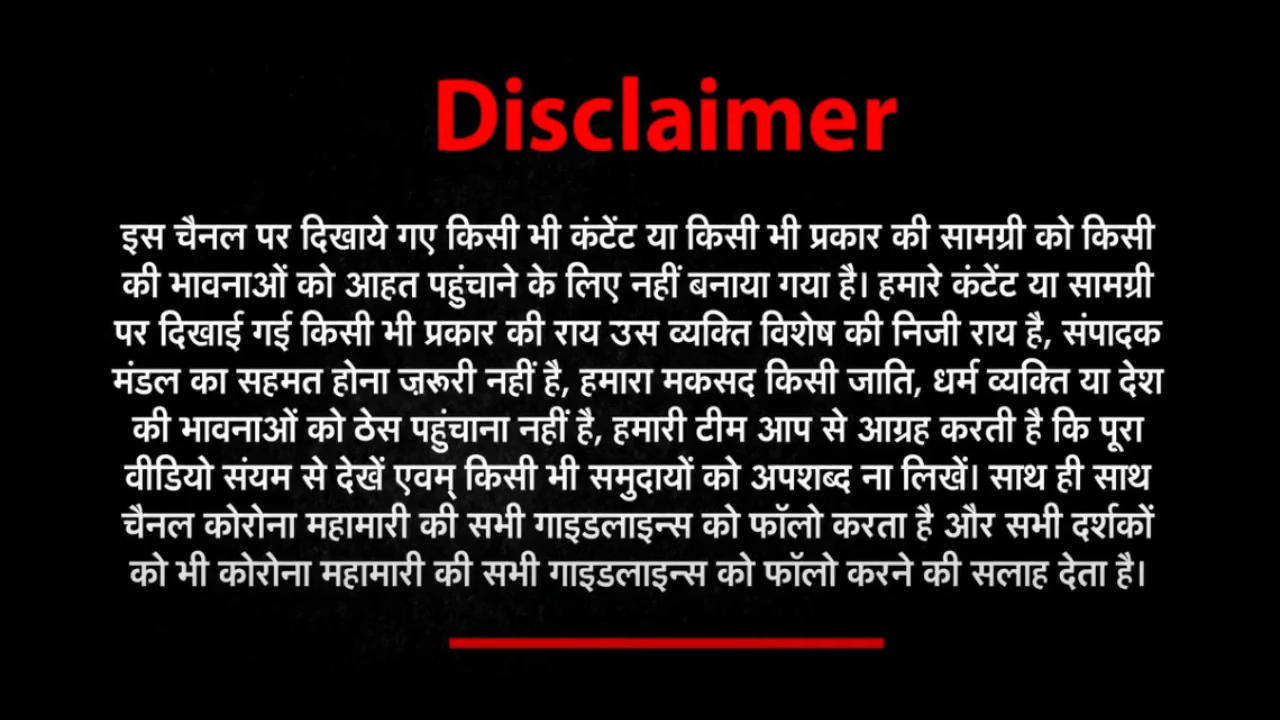 Disclaimer
इस चैनल पर दिखाये गए किसी भी कंटेंट या किसी भी प्रकार की सामग्री को किसी
की भावनाओं को आहत पहुंचाने के लिए नहीं बनाया गया है। हमारे कंटेंट या सामग्री
पर दिखाई गई किसी भी प्रकार की राय उस व्यक्ति विशेष की निजी राय है, संपादक
मंडल का सहमत होना ज़रूरी नहीं है, हमारा मकसद किसी जाति, धर्म व्यक्ति या देश
की भावनाओं को ठेस पहुंचाना नहीं है, हमारी टीम आप से आग्रह करती है कि पूरा
वीडियो संयम से देखें एवम् किसी भी समुदायों को अपशब्द ना लिखें। साथ ही साथ
चैनल कोरोना महामारी की सभी गाइडलाइन्स को फॉलो करता है और सभी दर्शकों
को भी कोरोना महामारी की सभी गाइडलाइन्स को फॉलो करने की सलाह देता है।